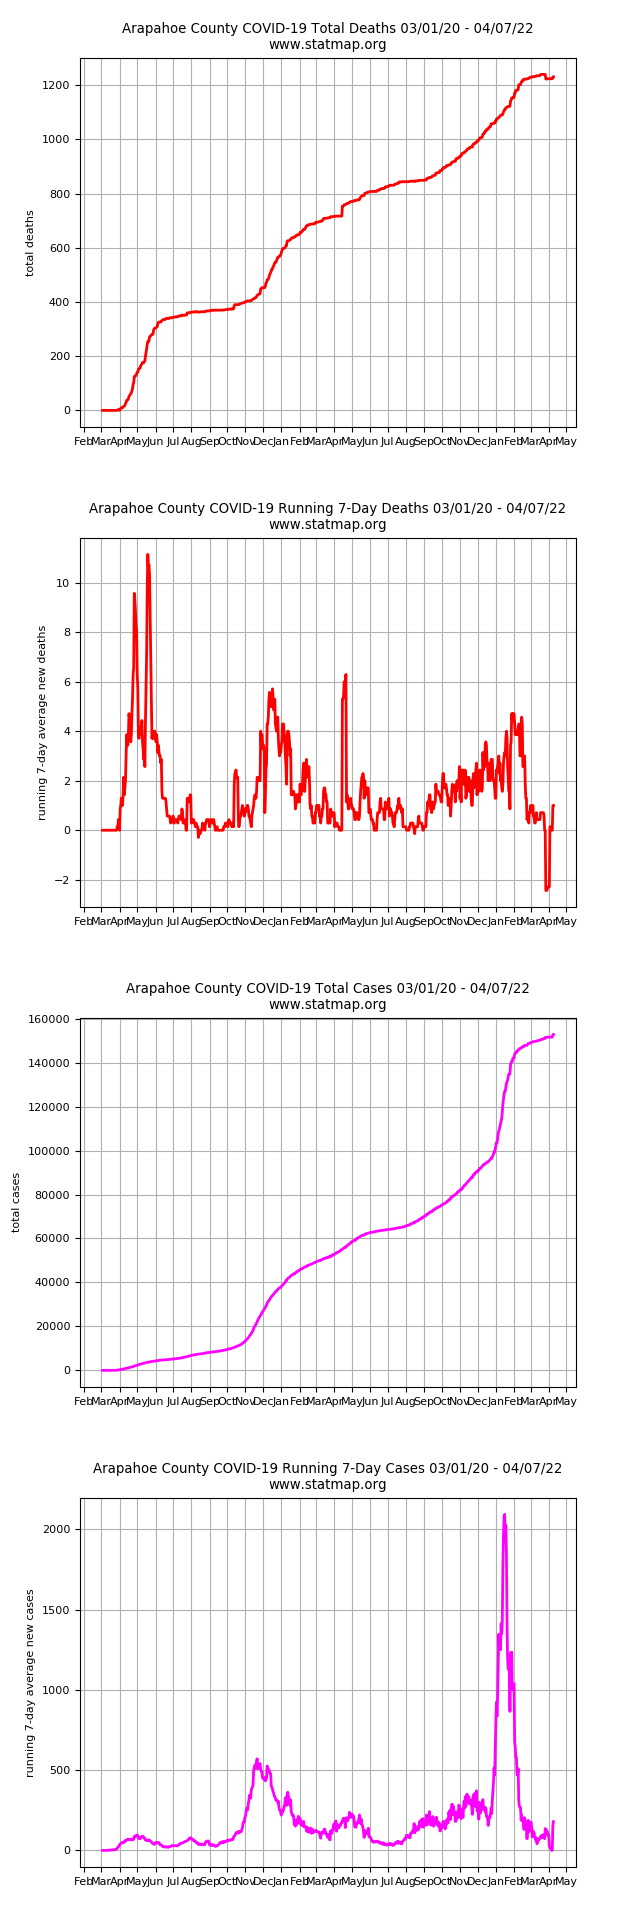 Arapahoe County COVID-19 Total Deaths 03/01/20 - 04/07/22
www.statmap.org
1200
1000
800
600
400
200
0
total deaths
Feb Mar Apr May Jun Jul Aug Sep Oct Nov Dec Jan Feb Mar Apr May Jun Jul Aug Sep Oct Nov Dec Jan Feb Mar Apr May
Arapahoe County COVID-19 Running 7-Day Deaths 03/01/20 - 04/07/22
www.statmap.org
10
8
6
4
2
0
−2
running 7-day average new deaths
Feb Mar Apr May Jun Jul Aug Sep Oct Nov Dec Jan Feb Mar Apr May Jun Jul Aug Sep Oct Nov Dec Jan Feb Mar Apr May
Arapahoe County COVID-19 Total Cases 03/01/20 - 04/07/22
www.statmap.org
160000
140000
120000
100000
80000
60000
40000
20000
0
total cases
Feb Mar Apr May Jun Jul Aug Sep Oct Nov Dec Jan Feb Mar Apr May Jun Jul Aug Sep Oct Nov Dec Jan Feb Mar Apr May
Arapahoe County COVID-19 Running 7-Day Cases 03/01/20 - 04/07/22
www.statmap.org
2000
1500
1000
500
0
running 7-day average new cases
Feb Mar Apr May Jun Jul Aug Sep Oct Nov Dec Jan Feb Mar Apr May Jun Jul Aug Sep Oct Nov Dec Jan Feb Mar Apr May